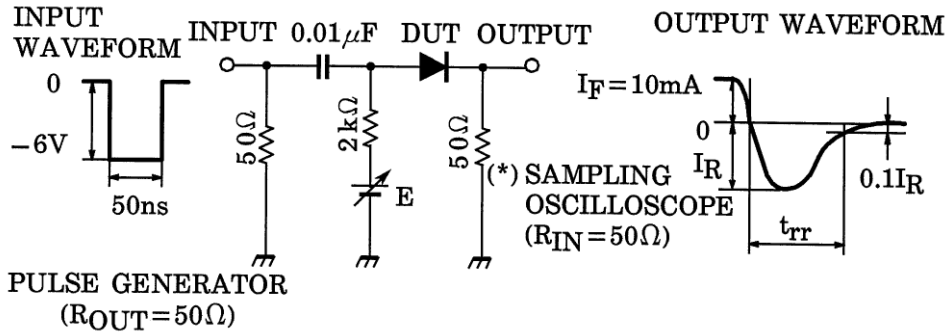 INPUT
WAVEFORM
0
−6V
50ns
INPUT 0.01μF DUT OUTPUT
50Ω
2kΩ
E
50Ω
(*) SAMPLING
OSCILLOSCOPE
(RIN=50Ω)
PULSE GENERATOR
(ROUT=50Ω)
OUTPUT WAVEFORM
IF=10mA
0
IR
0.1IR
trr